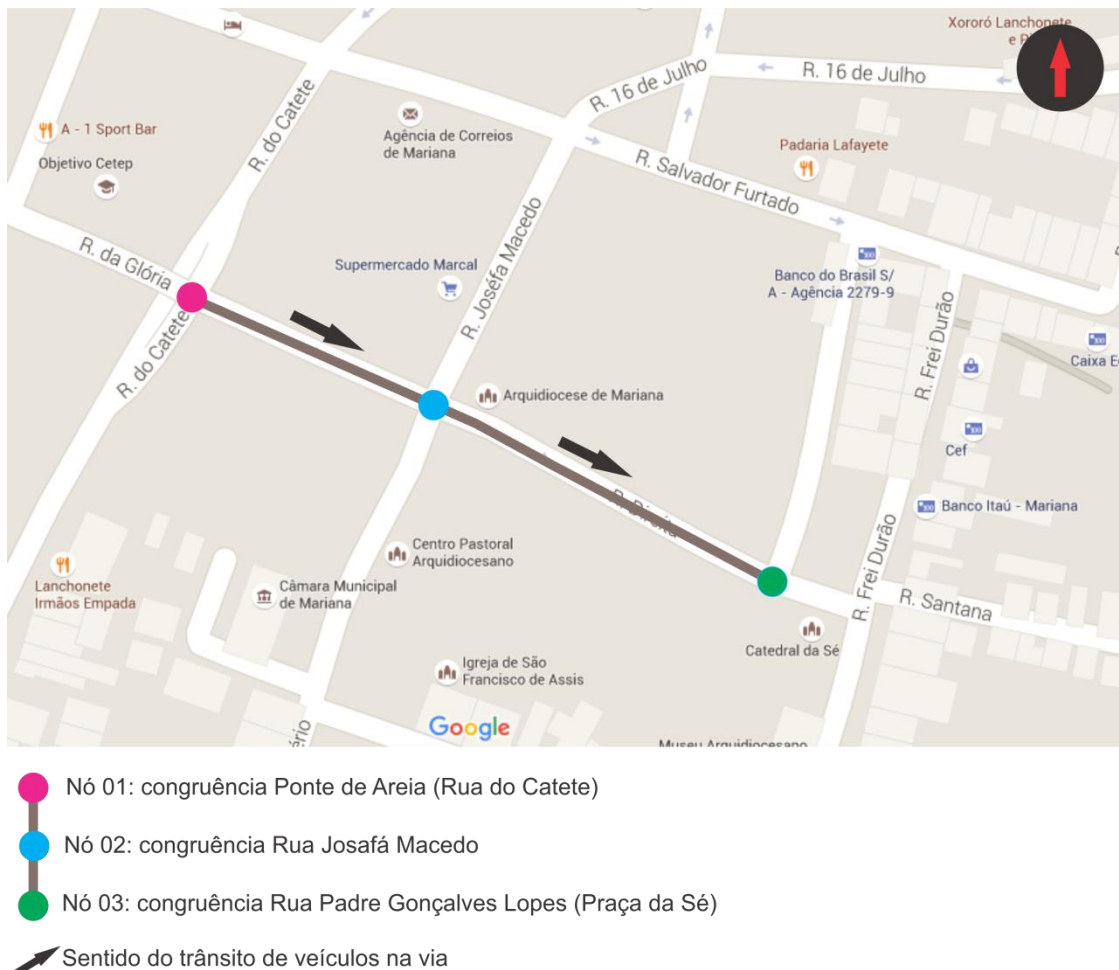 Xororó Lanchonete
R. 16 de Julho
R. 16 de Julho
A - 1 Sport Bar
R. do Catete
Agência de Correios
de Mariana
Padaria Lafayete
Objetivo Cetep
R. Salvador Furtado
R. da Glória
Supermercado Marcal
R. Joséfa Macedo
Banco do Brasil S/
A - Agência 2279-9
R. Frei Durão
Caixa
R. do Catete
Arquidiocese de Mariana
Cef
R. Direita
Banco Itaú - Mariana
Centro Pastoral
Arquidiocesano
R. Frei Durão
Lanchonete
Irmãos Empada
Câmara Municipal
de Mariana
R. Santana
Catedral da Sé
Igreja de São
Francisco de Assis
Google
Museu Arquidiocesano
Nó 01: congruência Ponte de Areia (Rua do Catete)
Nó 02: congruência Rua Josafá Macedo
Nó 03: congruência Rua Padre Gonçalves Lopes (Praça da Sé)
Sentido do trânsito de veículos na via